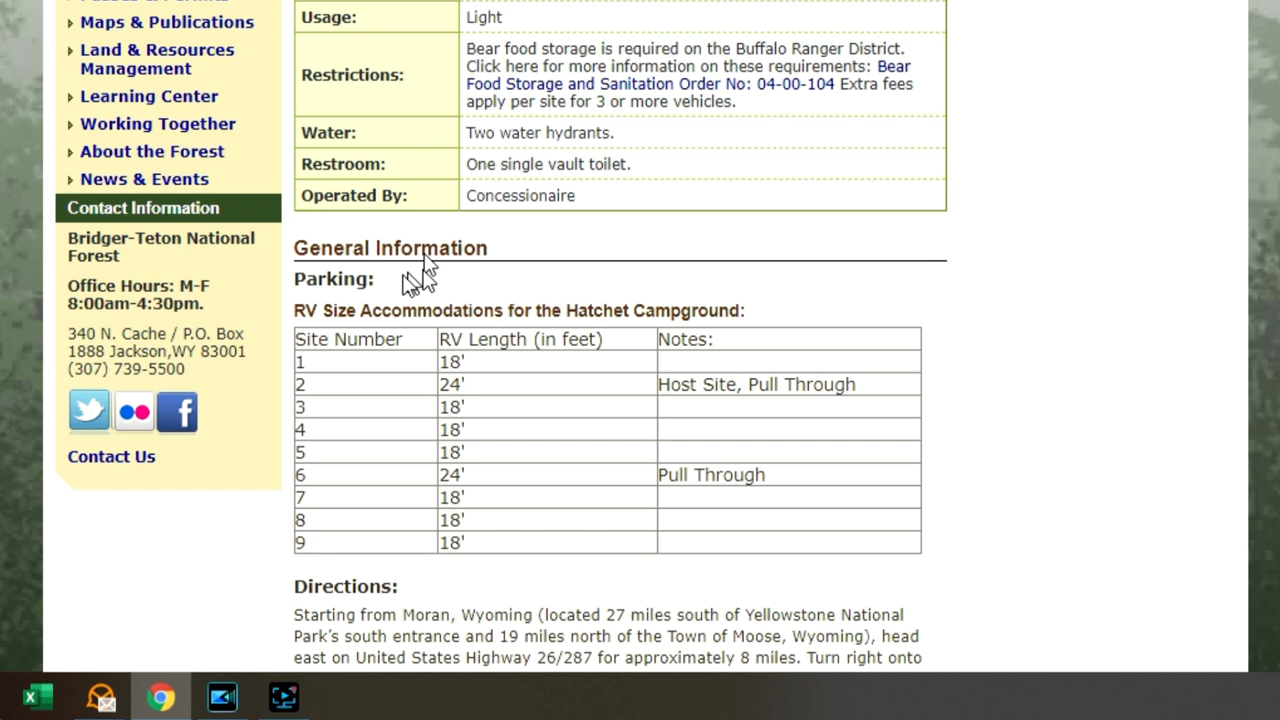 Maps & Publications
Land & Resources
Management
Learning Center
Working Together
About the Forest
News & Events
Contact Information
Bridger-Teton National
Forest
Office Hours: M-F
8:00am-4:30pm.
340 N. Cache / P.O. Box
1888 Jackson,WY 83001
(307) 739-5500
Contact Us
Usage: Light
Restrictions: Bear food storage is required on the Buffalo Ranger District.
Click here for more information on these requirements: Bear
Food Storage and Sanitation Order No: 04-00-104 Extra fees
apply per site for 3 or more vehicles.
Water: Two water hydrants.
Restroom: One single vault toilet.
Operated By: Concessionaire
General Information
Parking:
RV Size Accommodations for the Hatchet Campground:
Site Number RV Length (in feet) Notes:
1 18'
2 24' Host Site, Pull Through
3 18'
4 18'
5 18'
6 24' Pull Through
7 18'
8 18'
9 18'
Directions:
Starting from Moran, Wyoming (located 27 miles south of Yellowstone National
Park's south entrance and 19 miles north of the Town of Moose, Wyoming), head
east on United States Highway 26/287 for approximately 8 miles. Turn right onto